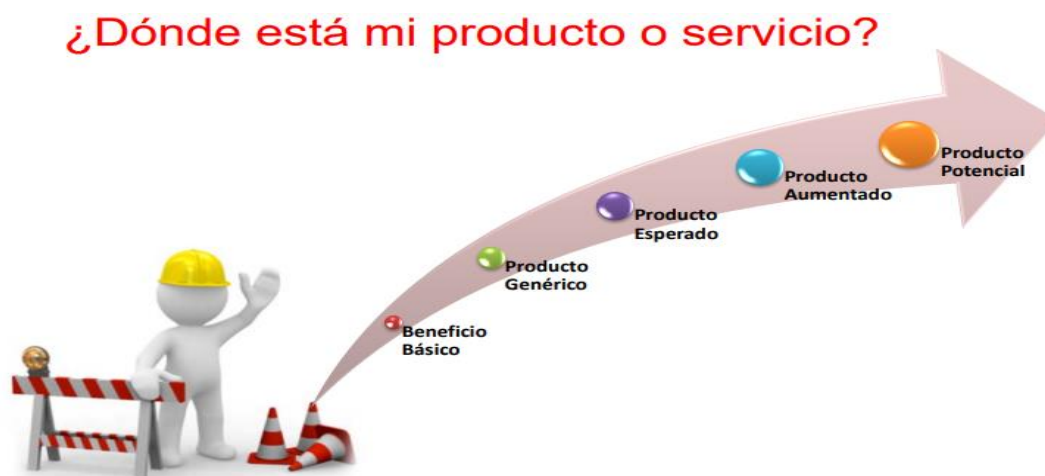 ¿Dónde está mi producto o servicio?
Producto
Potencial
Producto
Aumentado
Producto
Esperado
Producto
Genérico
Beneficio
Básico